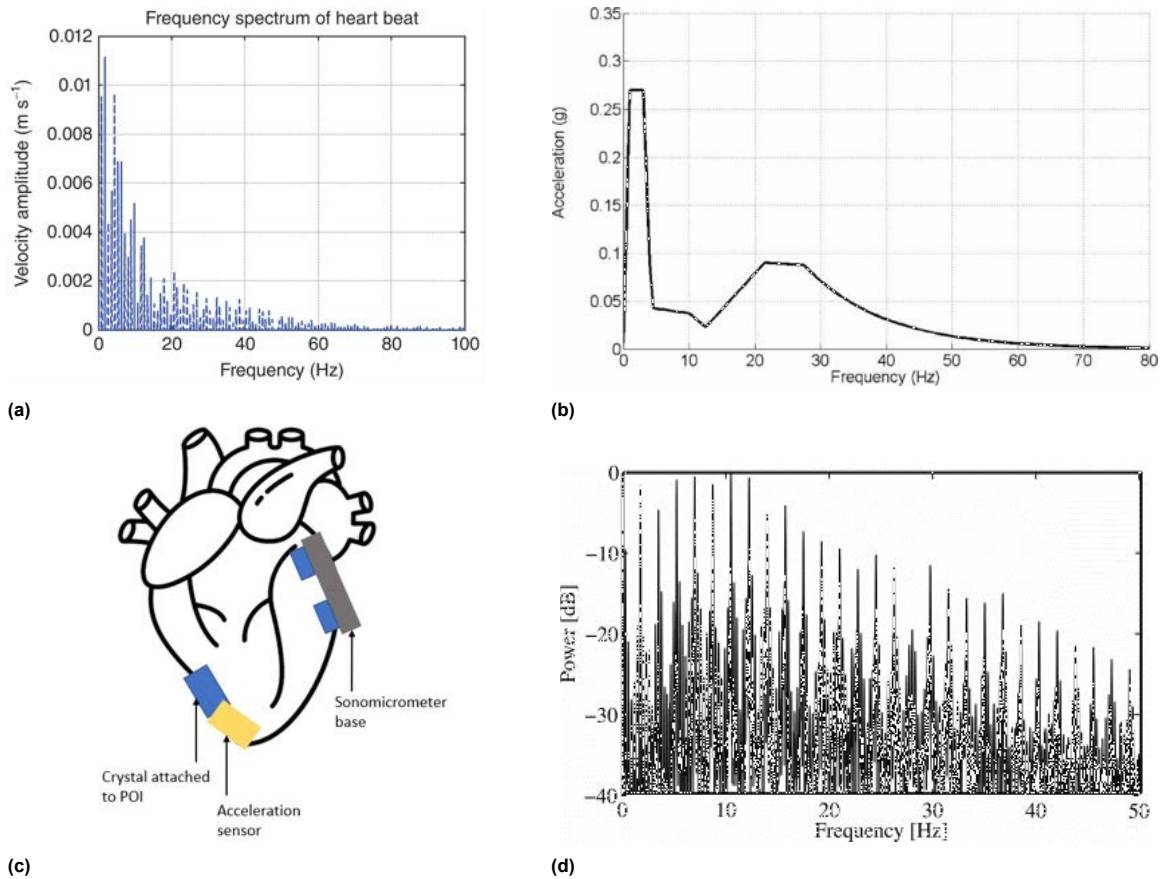 Frequency spectrum of heart beat
Velocity amplitude (m s⁻¹)
0.012
0.01
0.008
0.006
0.004
0.002
0
0 20 40 60 80 100
Frequency (Hz)
(a)
Acceleration (g)
0.35
0.3
0.25
0.2
0.15
0.1
0.05
0
0 10 20 30 40 50 60 70 80
Frequency (Hz)
(b)
Sonomicrometer
base
Crystal attached
to POI
Acceleration
sensor
(c)
Power [dB]
0
-10
-20
-30
-40
0 10 20 30 40 50
Frequency [Hz]
(d)